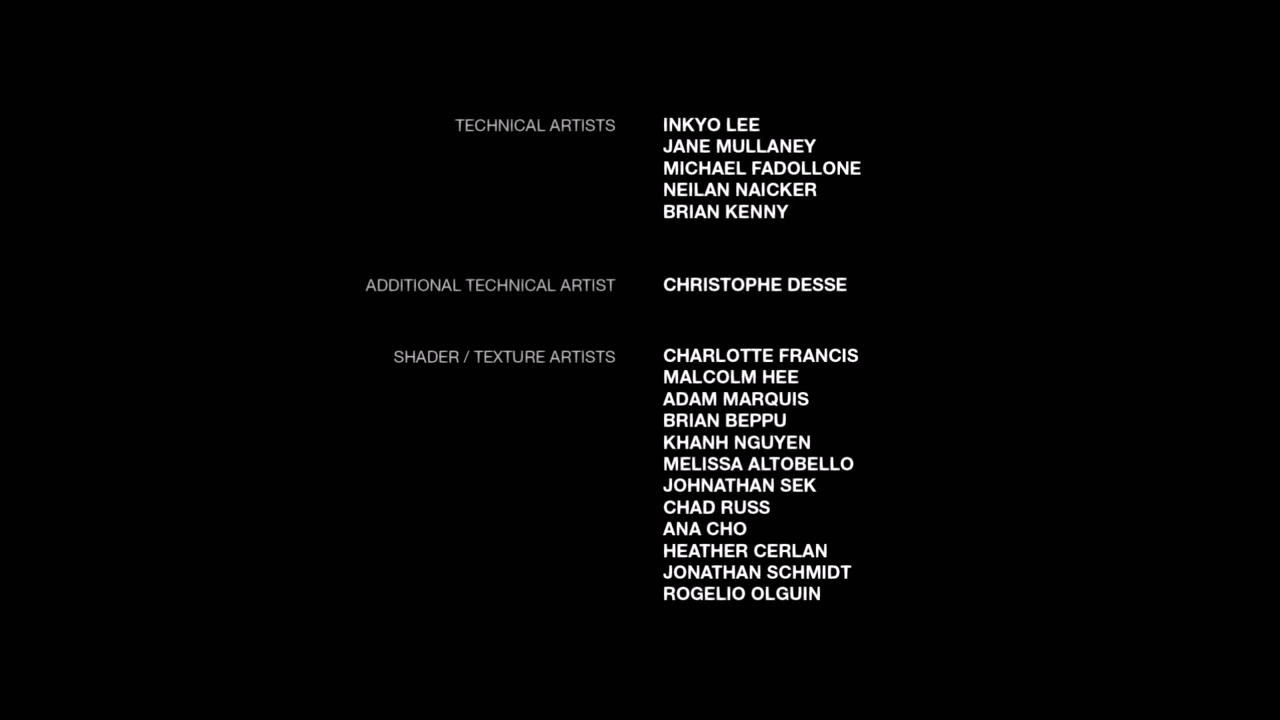 TECHNICAL ARTISTS INKYO LEE
JANE MULLANEY
MICHAEL FADOLLONE
NEILAN NAICKER
BRIAN KENNY
ADDITIONAL TECHNICAL ARTIST CHRISTOPHE DESSE
SHADER / TEXTURE ARTISTS CHARLOTTE FRANCIS
MALCOLM HEE
ADAM MARQUIS
BRIAN BEPPU
KHANH NGUYEN
MELISSA ALTOBELLO
JOHNATHAN SEK
CHAD RUSS
ANA CHO
HEATHER CERLAN
JONATHAN SCHMIDT
ROGELIO OLGUIN